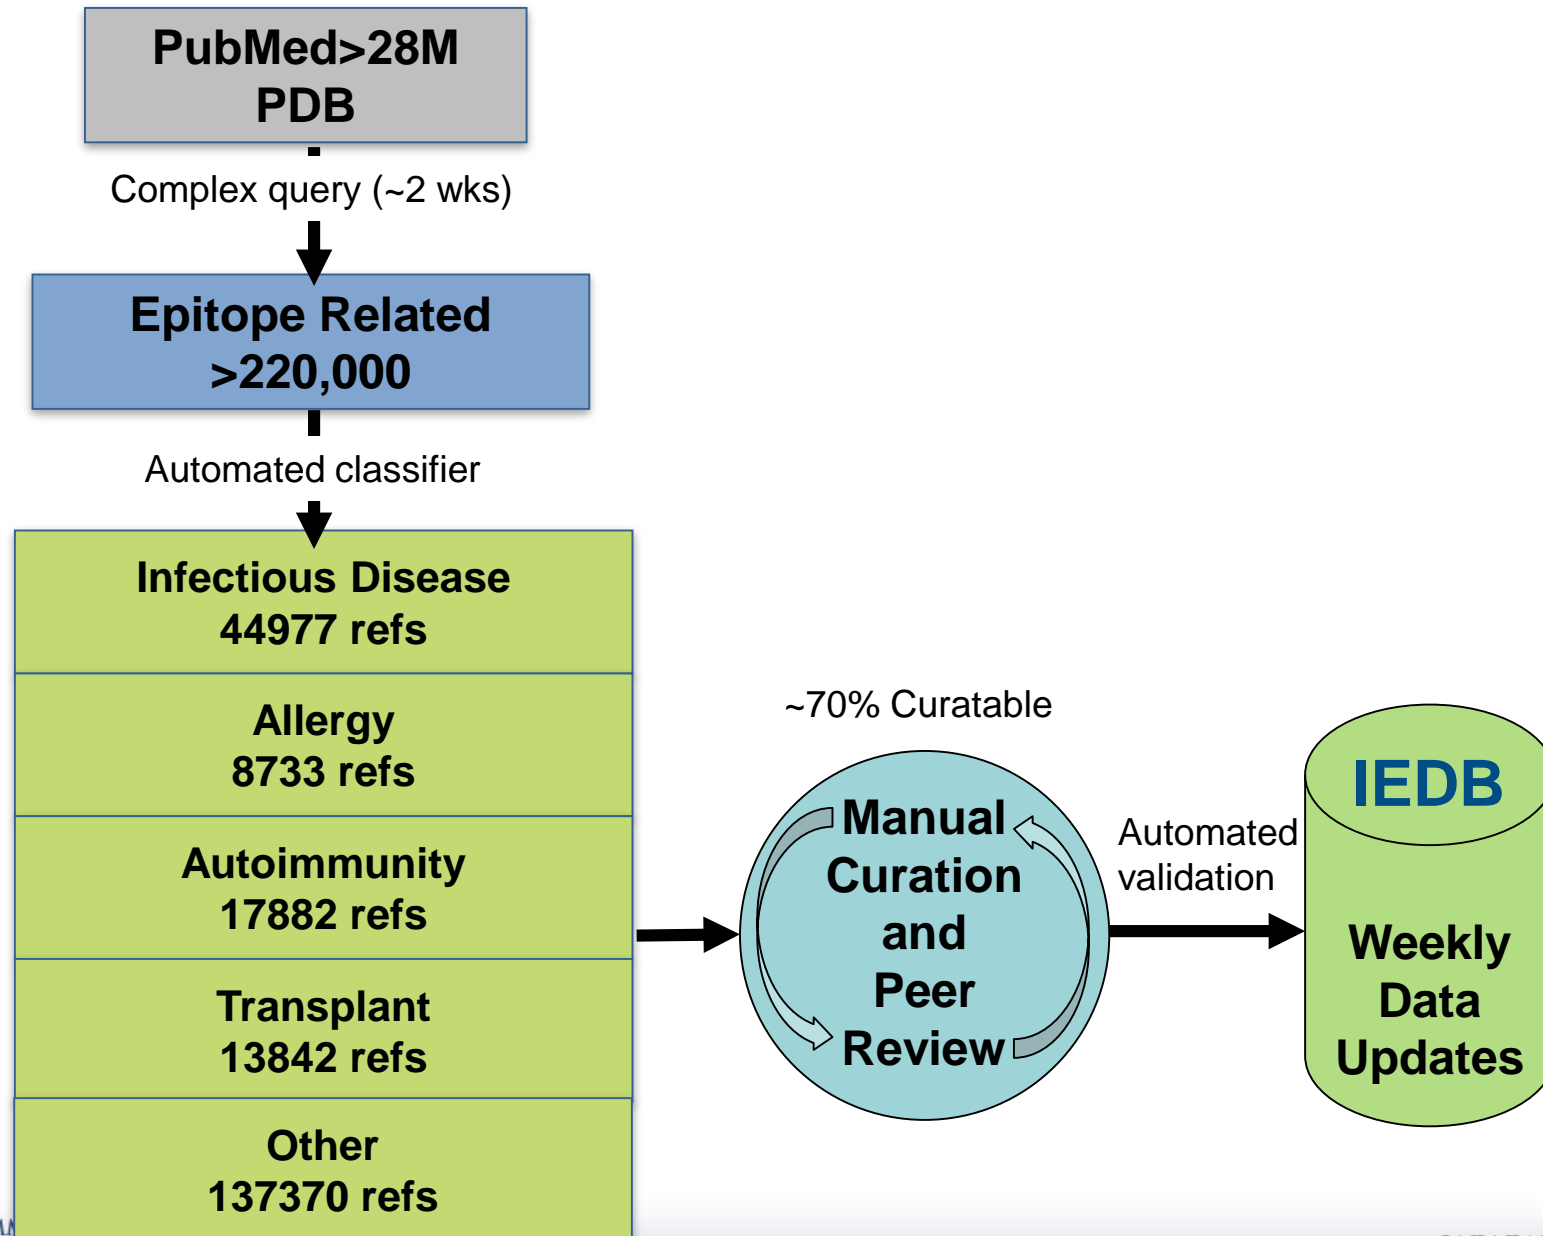 PubMed>28M
PDB
Complex query (~2 wks)
Epitope Related
>220,000
Automated classifier
Infectious Disease
44977 refs
Allergy
8733 refs
Autoimmunity
17882 refs
Transplant
13842 refs
Other
137370 refs
~70% Curatable
Manual
Curation
and
Peer
Review
Automated
validation
IEDB
Weekly
Data
Updates